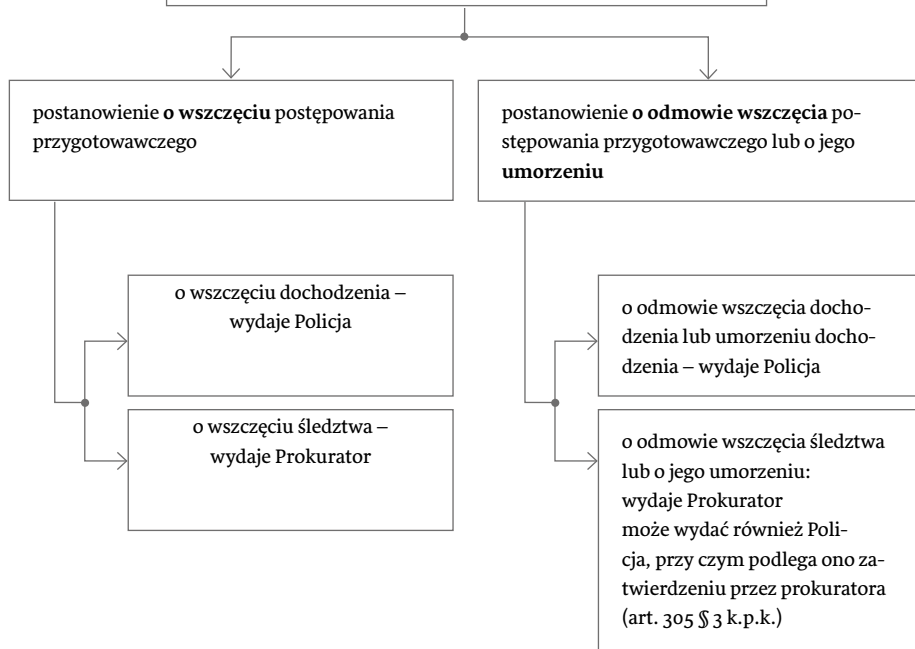 postanowienie o wszczęciu postępowania
przygotowawczego
postanowienie o odmowie wszczęcia po-
stępowania przygotowawczego lub o jego
umorzeniu
o wszczęciu dochodzenia –
wydaje Policja
o wszczęciu śledztwa –
wydaje Prokurator
o odmowie wszczęcia docho-
dzenia lub umorzeniu docho-
dzenia – wydaje Policja
o odmowie wszczęcia śledztwa
lub o jego umorzeniu:
wydaje Prokurator
może wydać również Poli-
cja, przy czym podlega ono za-
twierdzeniu przez prokuratora
(art. 305 § 3 k.p.k.)